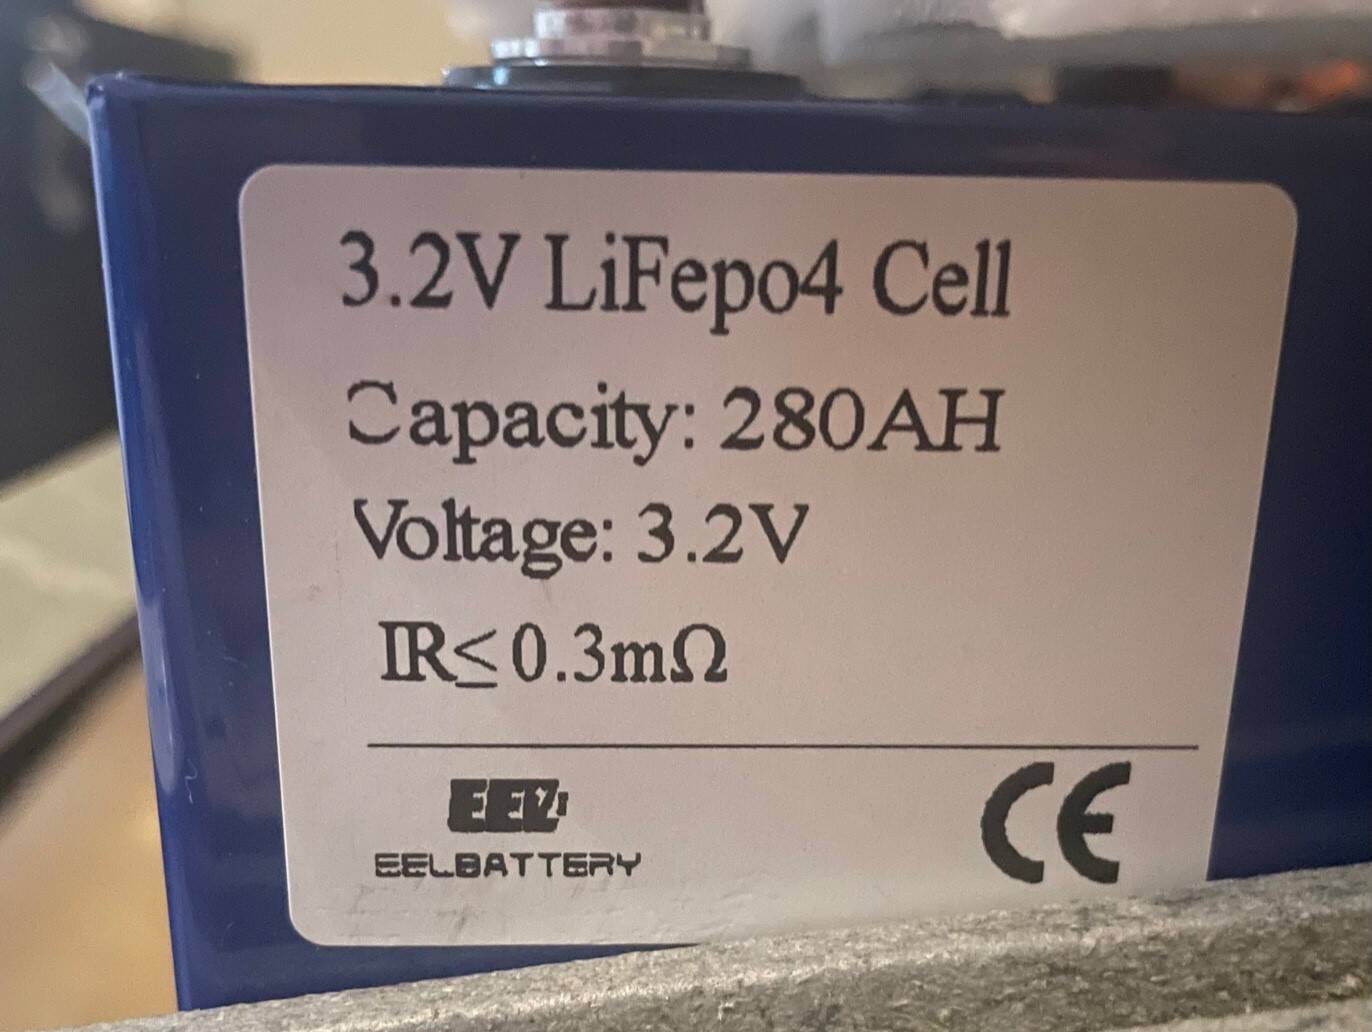 3.2V LiFepo4 Cell
Capacity: 280AH
Voltage: 3.2V
IR≤0.3mΩ
EEL
EELBATTERY
CE